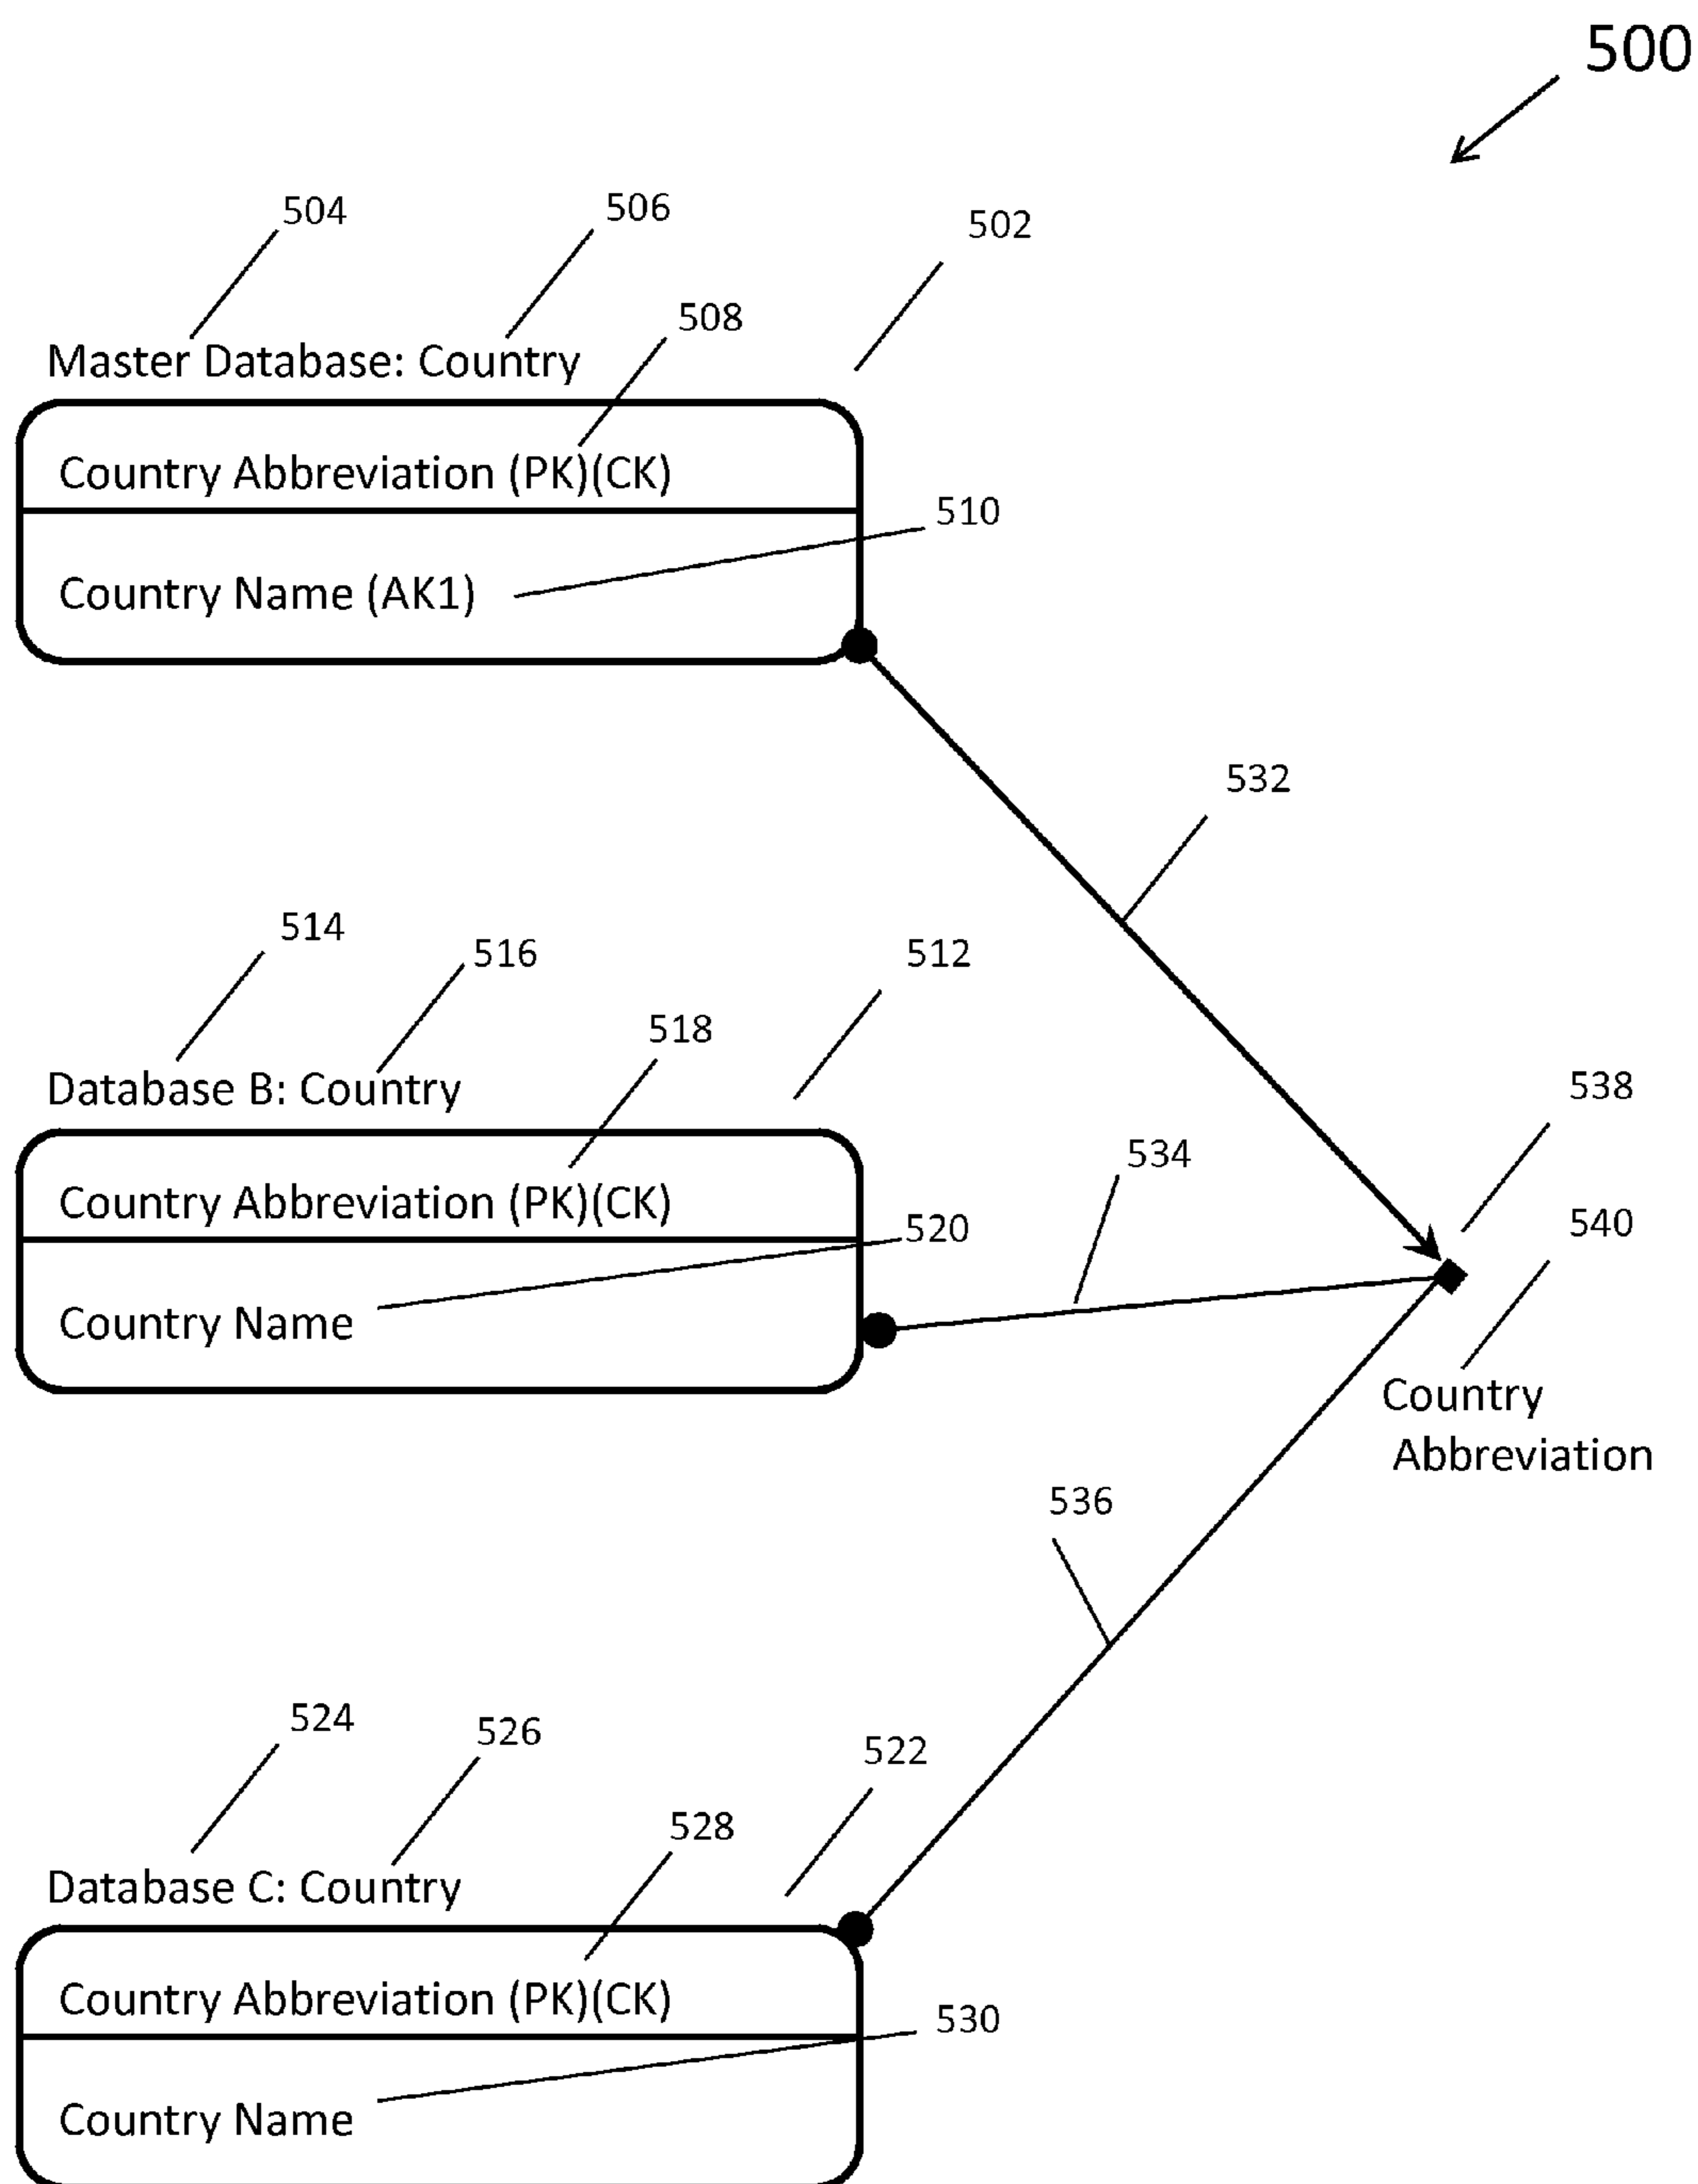 500
504
506
502
508
Master Database: Country
Country Abbreviation (PK)(CK)
510
Country Name (AK1)
532
514
516
512
518
538
Database B: Country
534
Country Abbreviation (PK)(CK)
520
540
Country Name
Country
Abbreviation
536
524
526
522
528
Database C: Country
Country Abbreviation (PK)(CK)
530
Country Name